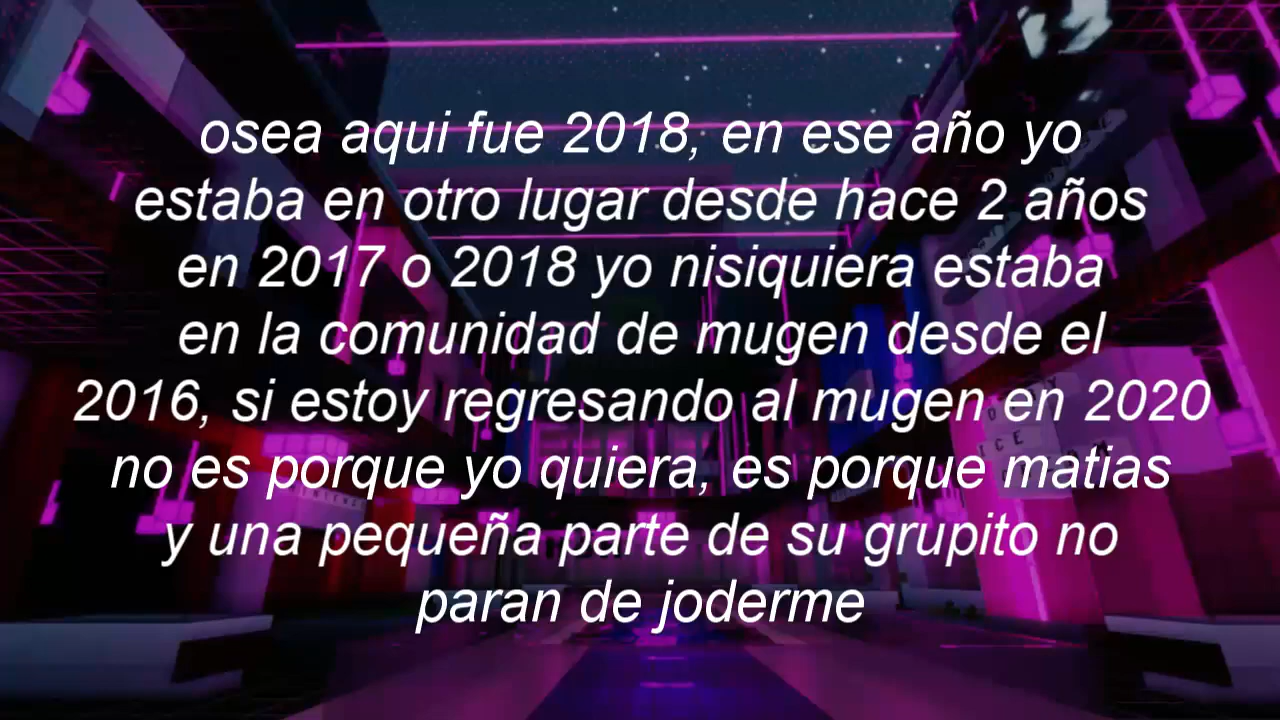 osea aqui fue 2018, en ese año yo
estaba en otro lugar desde hace 2 años
en 2017 o 2018 yo nisiquiera estaba
en la comunidad de mugen desde el
2016, si estoy regresando al mugen en 2020
no es porque yo quiera, es porque matias
y una pequeña parte de su grupito no
paran de joderme